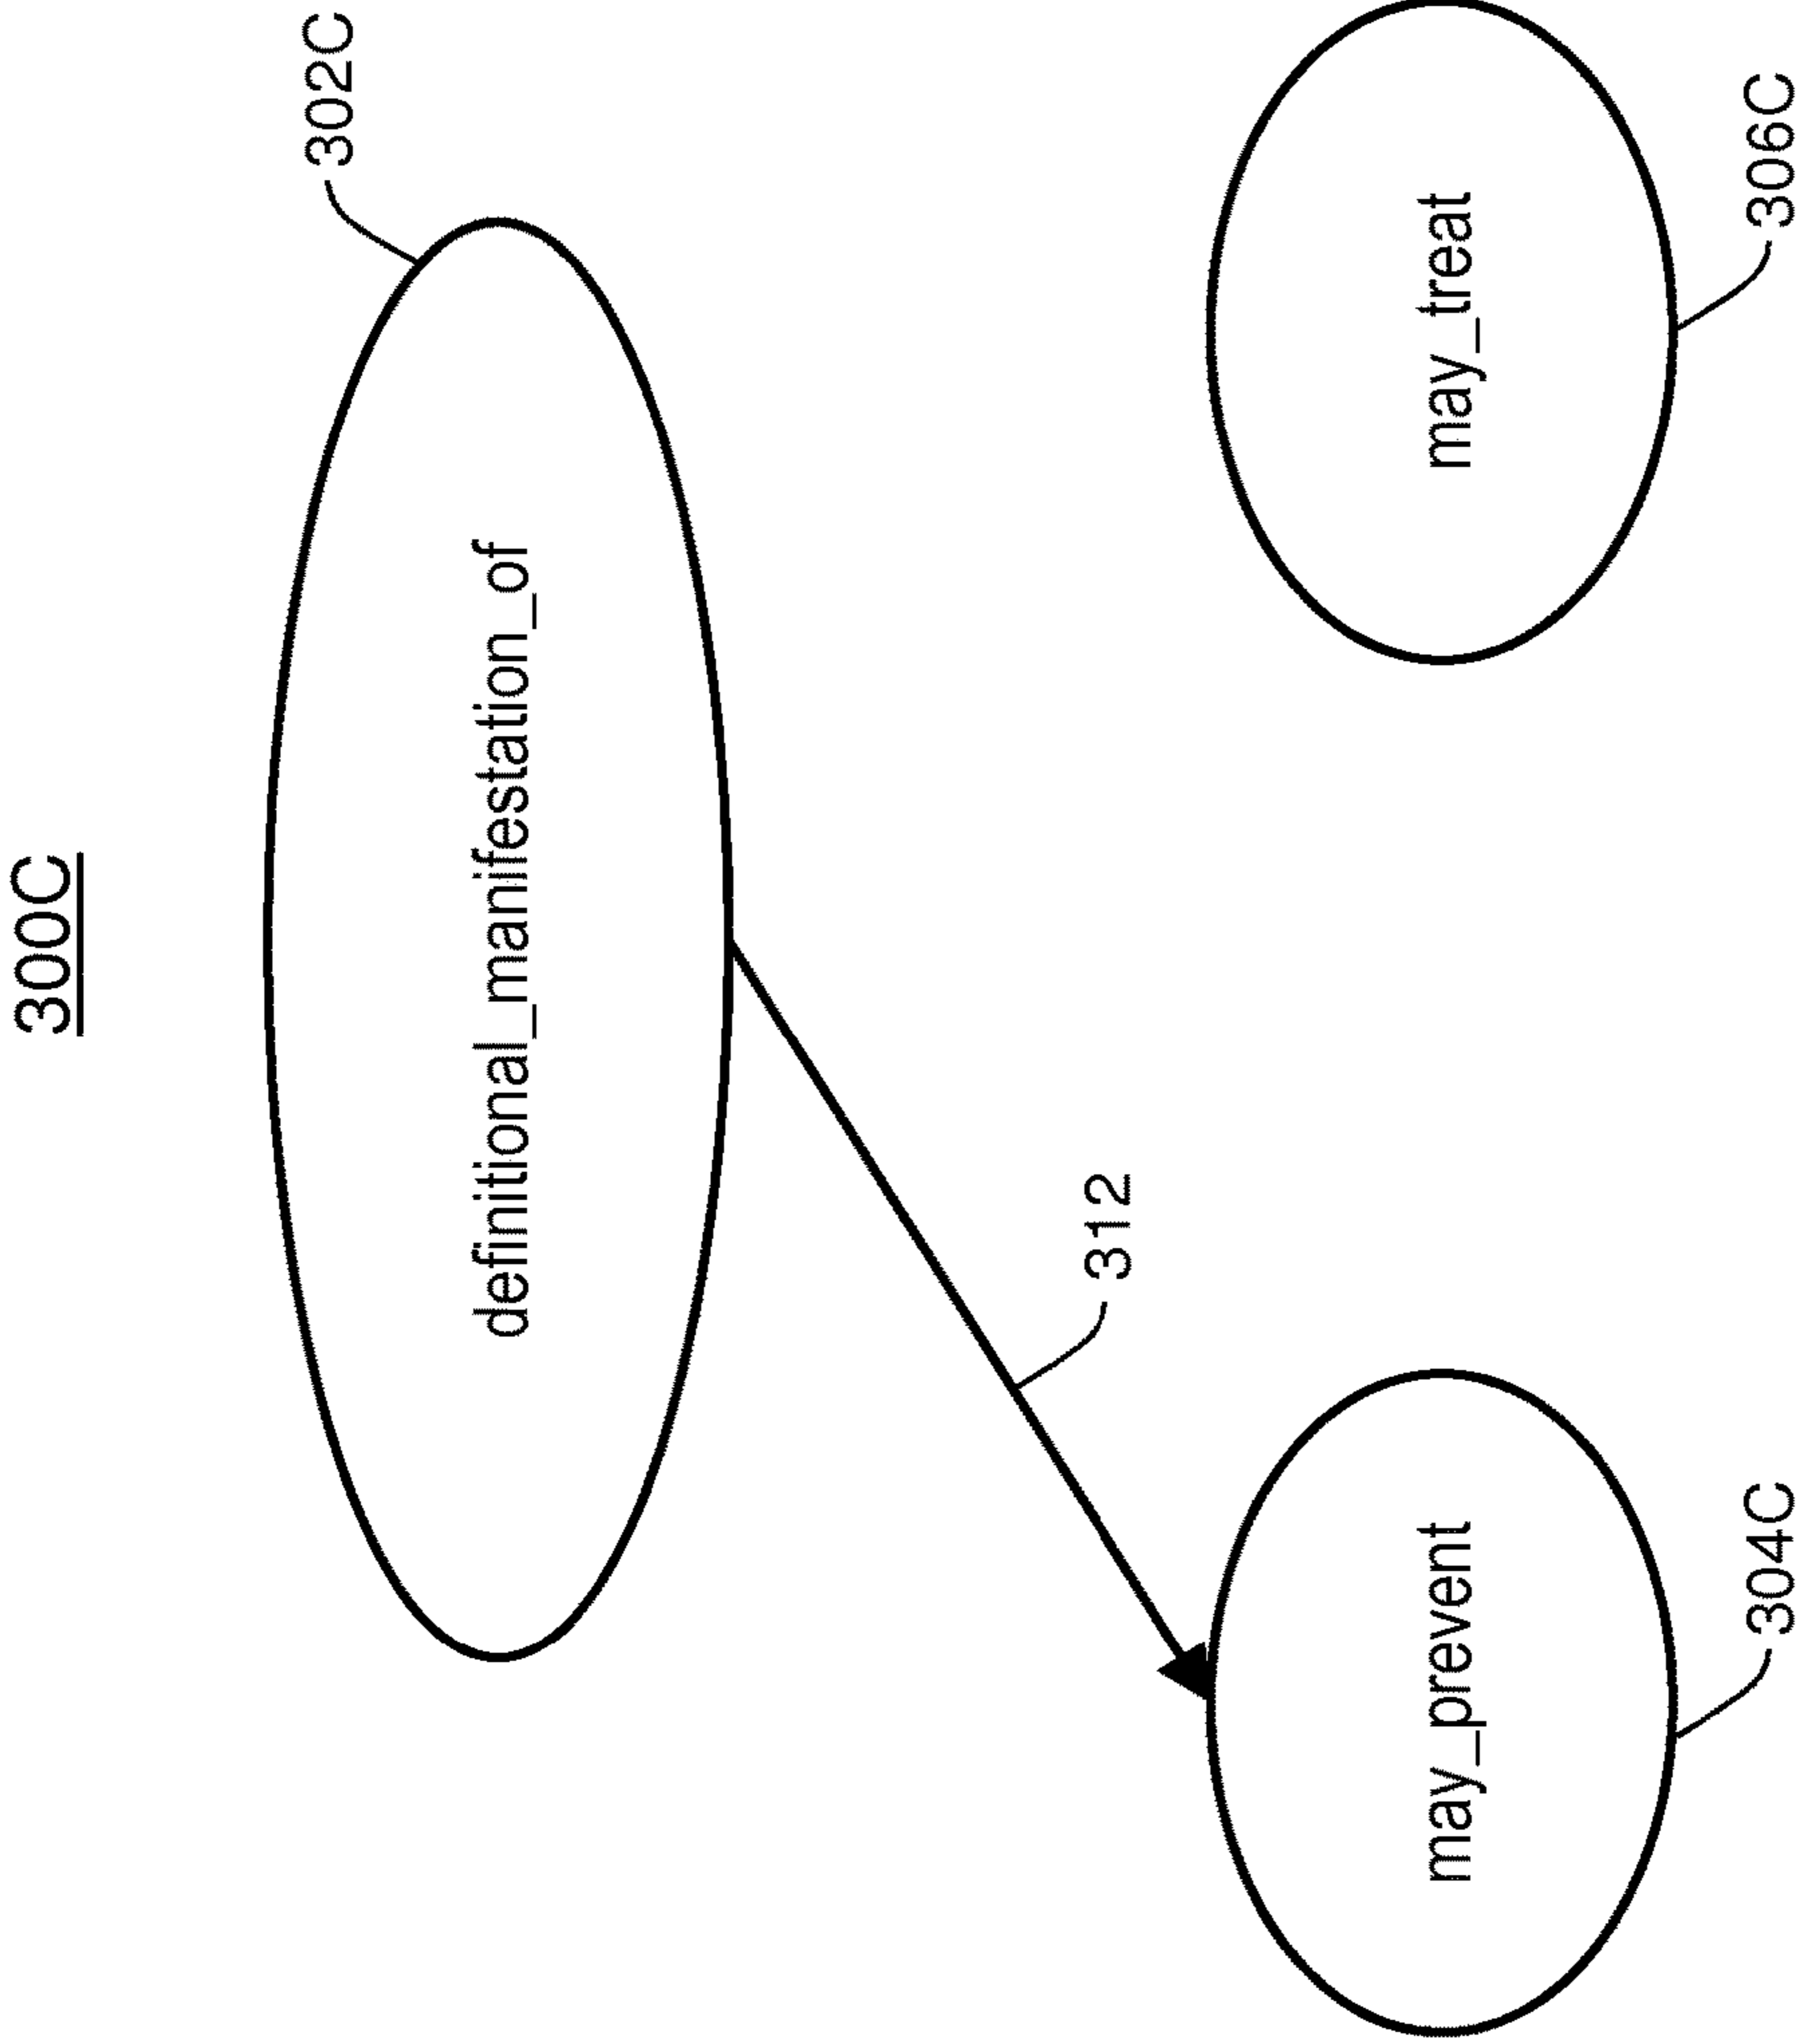 300C
302C
definitional_manifestation_of
312
may_prevent
may_treat
304C
306C